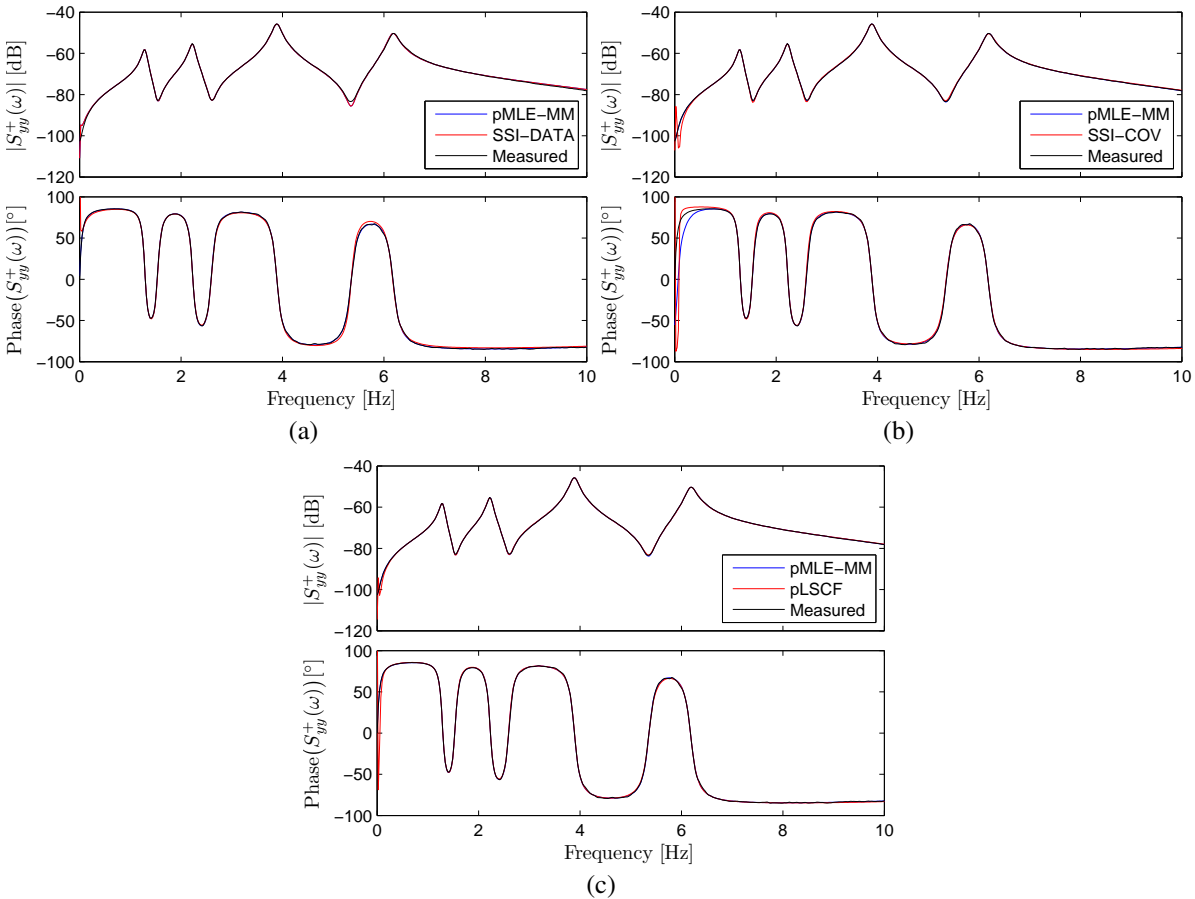 −40
−60
−80
−100
−120
|S⁺yy(ω)| [dB]
pMLE−MM
SSI−DATA
Measured
100
50
0
−50
−100
Phase(S⁺yy(ω))[°]
0 2 4 6 8 10
Frequency [Hz]
(a)
−40
−60
−80
−100
−120
|S⁺yy(ω)| [dB]
pMLE−MM
SSI−COV
Measured
100
50
0
−50
−100
Phase(S⁺yy(ω))[°]
0 2 4 6 8 10
Frequency [Hz]
(b)
−40
−60
−80
−100
−120
|S⁺yy(ω)| [dB]
pMLE−MM
pLSCF
Measured
100
50
0
−50
−100
Phase(S⁺yy(ω))[°]
0 2 4 6 8 10
Frequency [Hz]
(c)